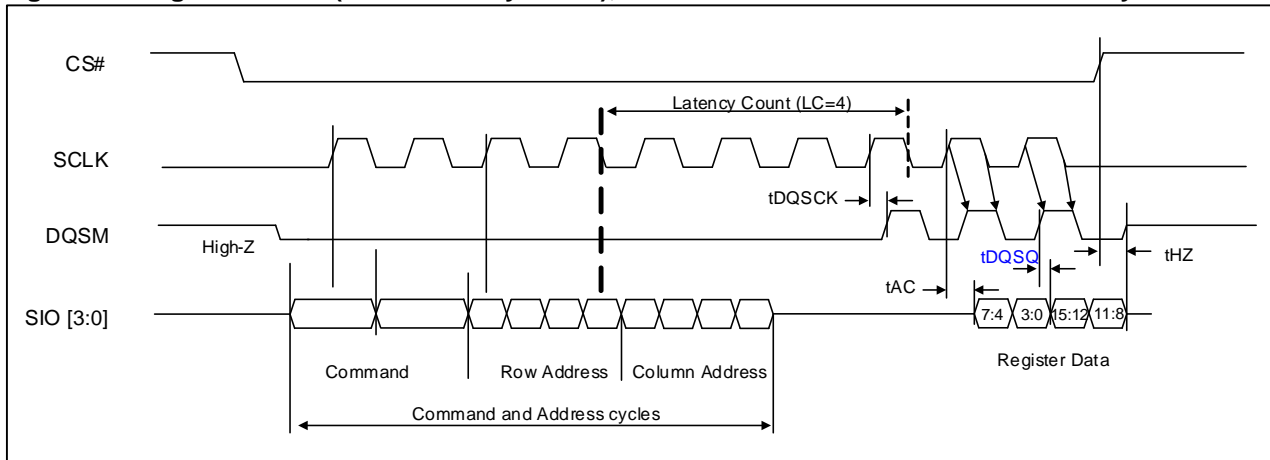 CS#
Latency Count (LC=4)
SCLK
tDQSCK
DQSM
High-Z
tDQSQ
tHZ
tAC
SIO [3:0]
7:4 3:0 15:12 11:8
Command Row Address Column Address Register Data
Command and Address cycles